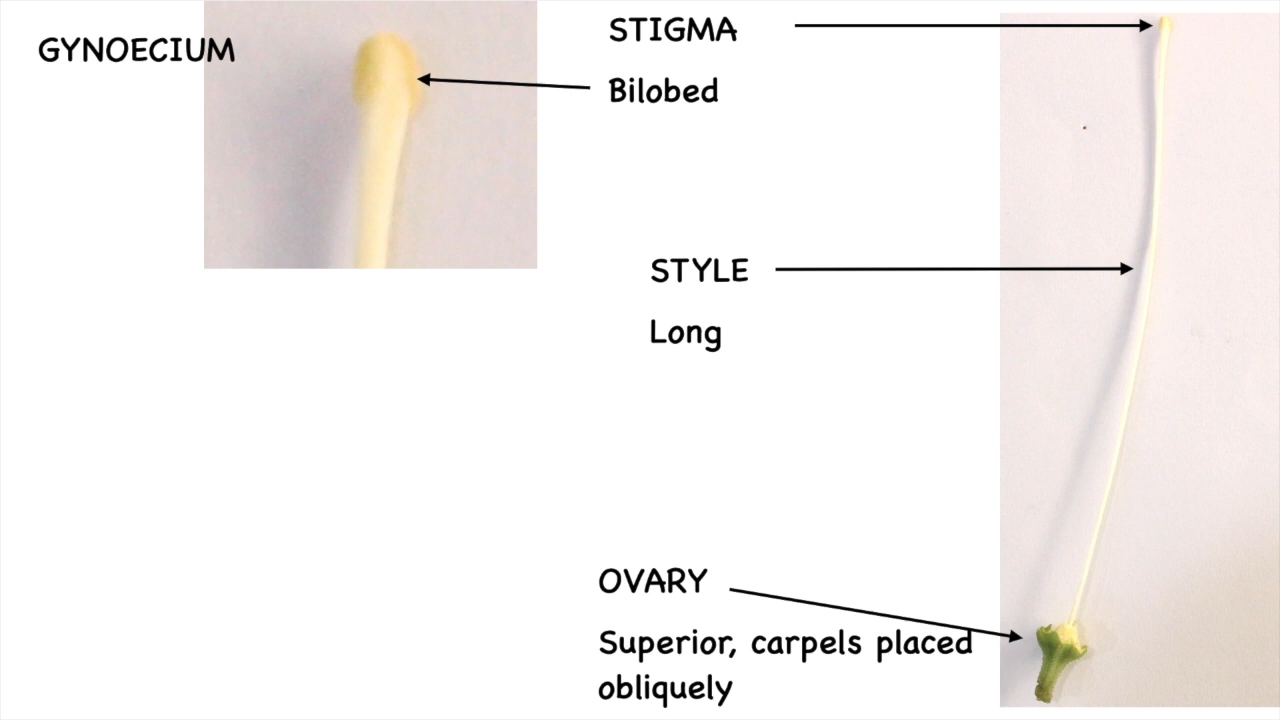 GYNOECIUM
STIGMA
Bilobed
STYLE
Long
OVARY
Superior, carpels placed
obliquely